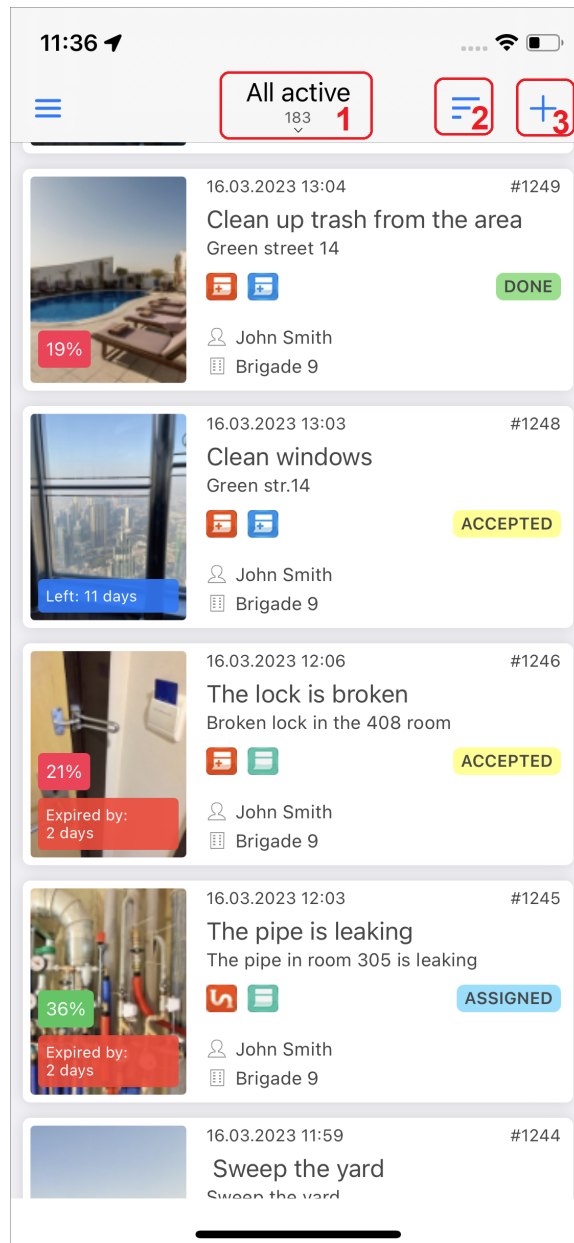 11:36
All active
183
1
2
3
16.03.2023 13:04 #1249
Clean up trash from the area
Green street 14
DONE
19%
John Smith
Brigade 9
16.03.2023 13:03 #1248
Clean windows
Green str.14
ACCEPTED
Left: 11 days
John Smith
Brigade 9
16.03.2023 12:06 #1246
The lock is broken
Broken lock in the 408 room
ACCEPTED
21%
Expired by:
2 days
John Smith
Brigade 9
16.03.2023 12:03 #1245
The pipe is leaking
The pipe in room 305 is leaking
ASSIGNED
36%
Expired by:
2 days
John Smith
Brigade 9
16.03.2023 11:59 #1244
Sweep the yard
Sweep the yard